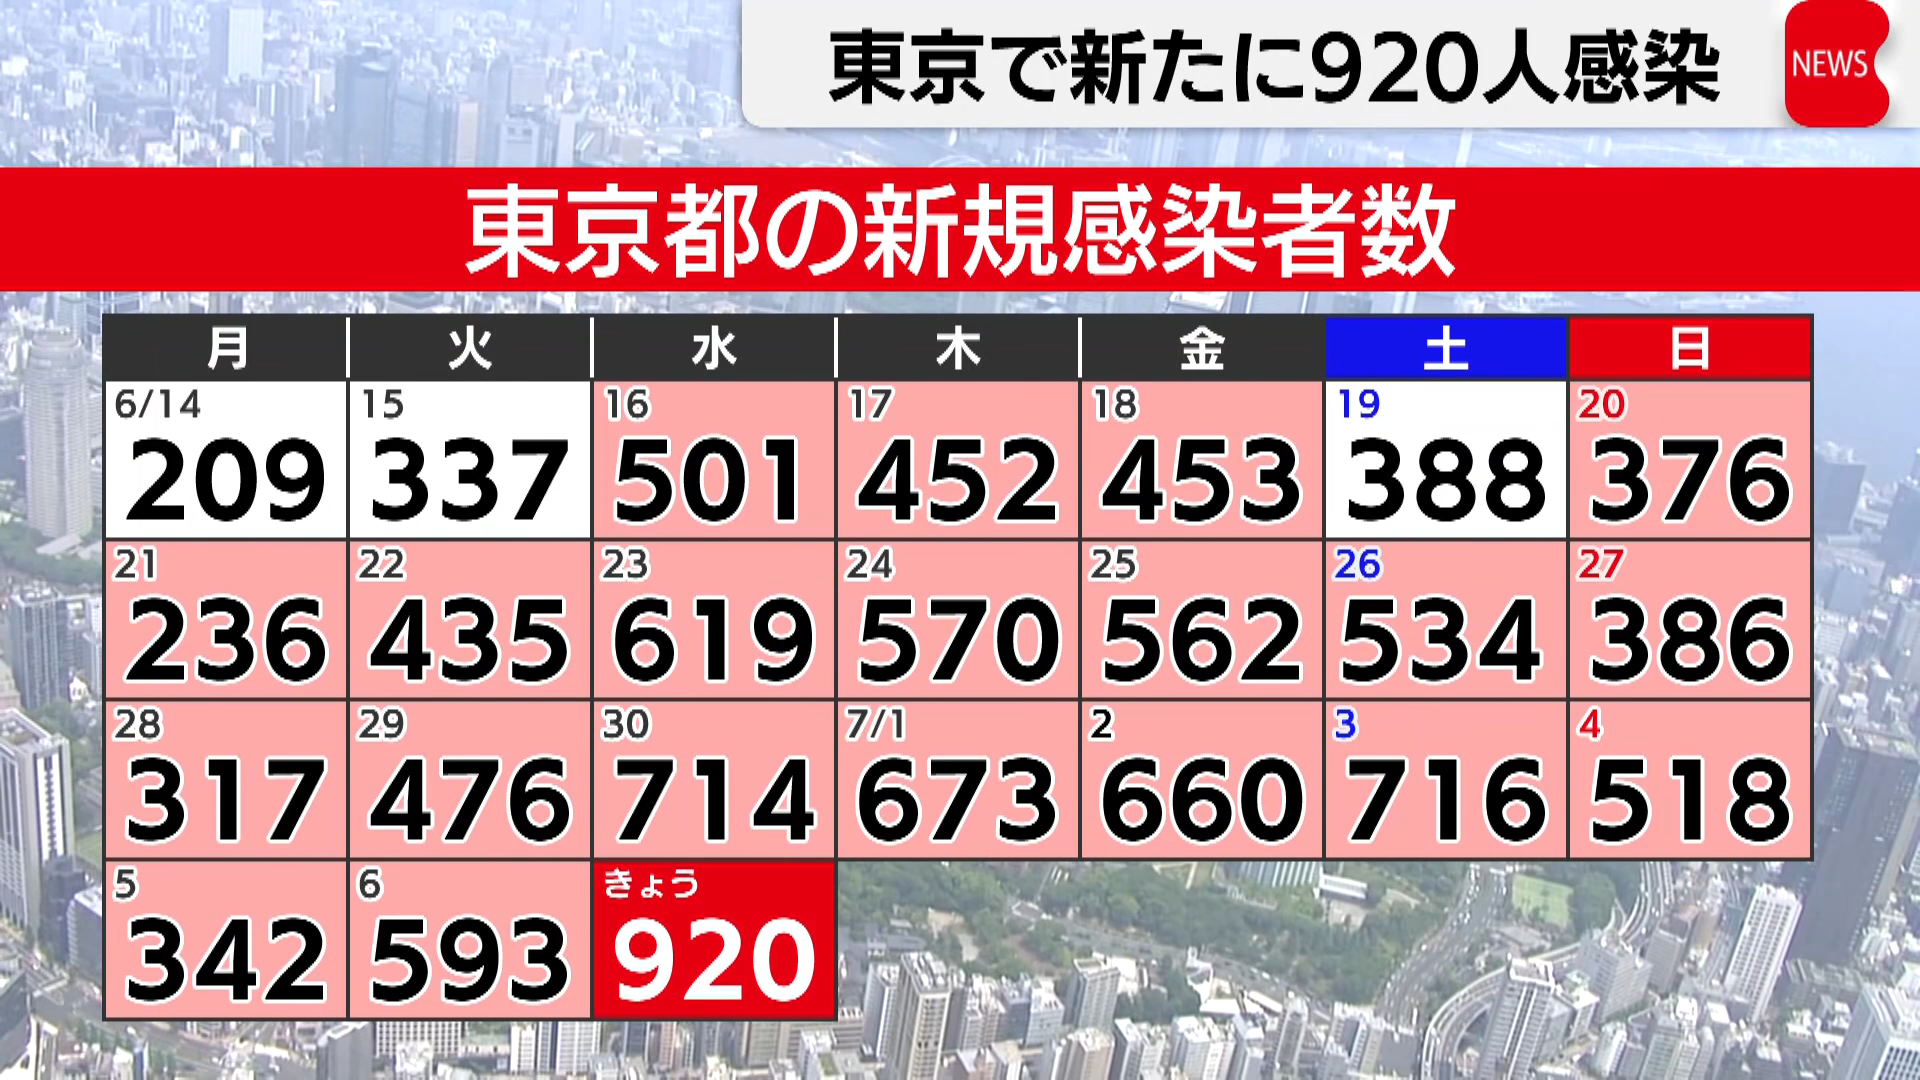 東京で新たに920人感染
NEWS
東京都の新規感染者数
月 火 水 木 金 土 日
6/14 15 16 17 18 19 20
209 337 501 452 453 388 376
21 22 23 24 25 26 27
236 435 619 570 562 534 386
28 29 30 7/1 2 3 4
317 476 714 673 660 716 518
5 6 きょう
342 593 920